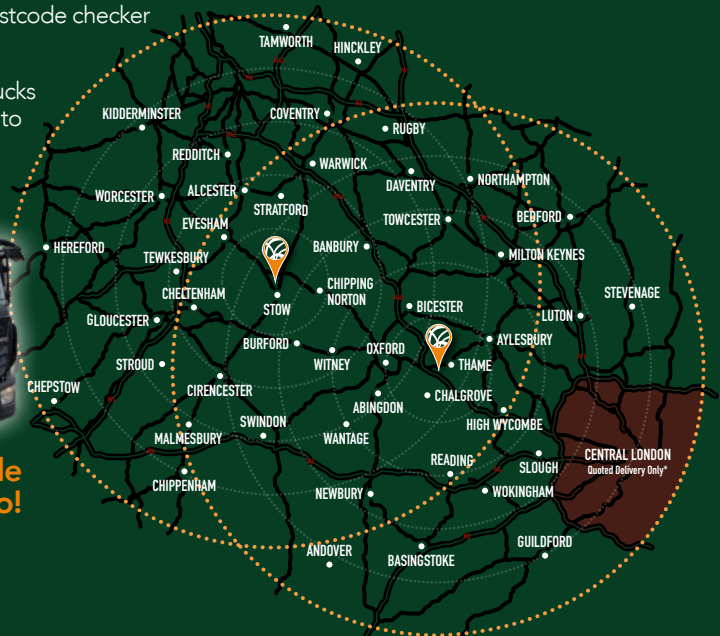 stcode checker
ucks
to
de
o!
TAMWORTH
HINCKLEY
KIDDERMINSTER
COVENTRY
RUGBY
REDDITCH
WARWICK
WORCESTER
ALCESTER
DAVENTRY
NORTHAMPTON
STRATFORD
EVESHAM
TOWCESTER
BEDFORD
HEREFORD
BANBURY
TEWKESBURY
MILTON KEYNES
CHELTENHAM
CHIPPING
NORTON
STOW
BICESTER
STEVENAGE
GLOUCESTER
LUTON
BURFORD
WITNEY
OXFORD
AYLESBURY
STROUD
THAME
CHEPSTOW
CIRENCESTER
ABINGDON
CHALGROVE
HIGH WYCOMBE
MALMESBURY
SWINDON
WANTAGE
CENTRAL LONDON
Quoted Delivery Only*
READING
SLOUGH
CHIPPENHAM
NEWBURY
WOKINGHAM
ANDOVER
BASINGSTOKE
GUILDFORD